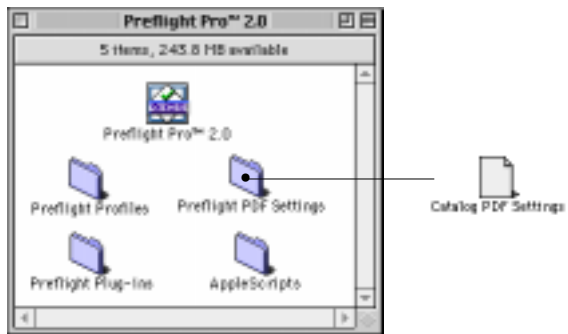 Preflight Pro™ 2.0
5 items, 243.8 MB available
Preflight Pro™ 2.0
Preflight Profiles
Preflight PDF Settings
Catalog PDF Settings
Preflight Plug-Ins
AppleScripts